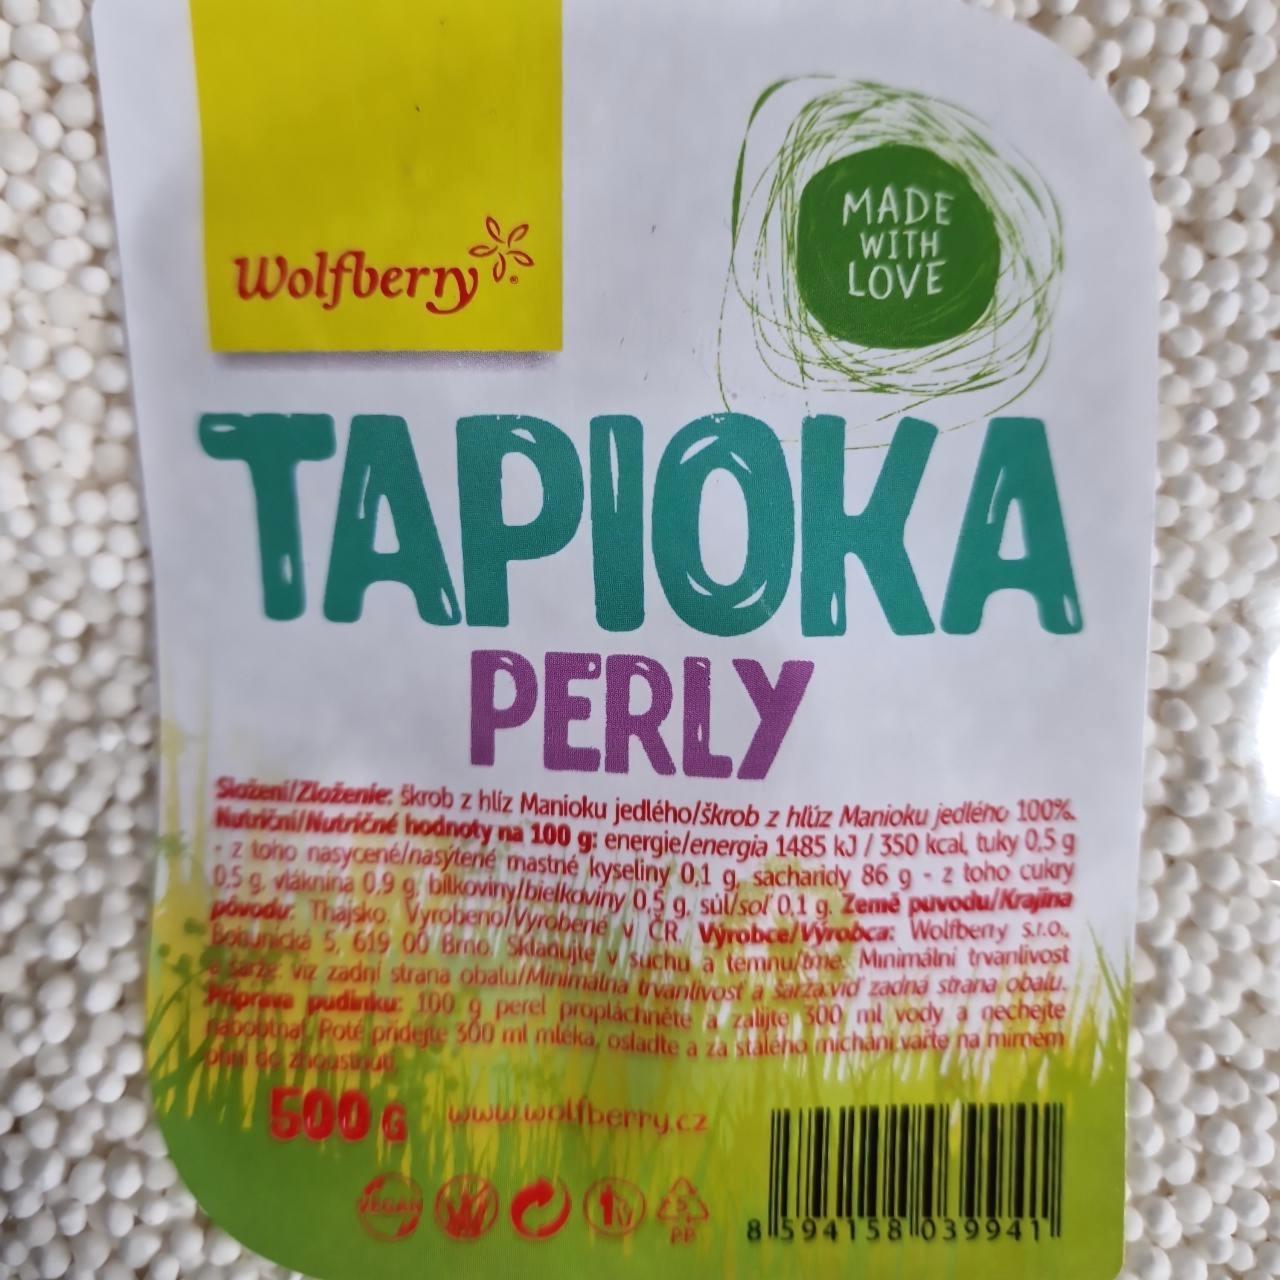 Wolfberry®
MADE
WITH
LOVE
TAPIOKA
PERLY
Složení/Zloženie: škrob z hlíz Manioku jedlého/škrob z hľúz Manioku jedlého 100%.
Nutriční/Nutričné hodnoty na 100 g: energie/energia 1485 kJ / 350 kcal, tuky 0,5 g
- z toho nasycené/nasýtené mastné kyseliny 0,1 g, sacharidy 86 g - z toho cukry
0,5 g, vláknina 0,9 g, bílkoviny/bielkoviny 0,5 g, sůl/soľ 0,1 g. Země původu/Krajina
pôvodu: Thajsko. Vyrobeno/Vyrobené v ČR. Výrobce/Výrobca: Wolfberry s.r.o.,
Bohunická 5, 619 00 Brno. Skladujte v suchu a temnu/tme. Minimální trvanlivost
a šarže: viz zadní strana obalu/Minimálna trvanlivosť a šarža:viď zadná strana obalu.
Příprava pudinku: 100 g perel propláchněte a zalijte 300 ml vody a nechejte
nabobtnat. Poté přidejte 300 ml mléka, oslaďte a za stálého míchání vařte na mírném
ohni do zhoustnutí.
500 G www.wolfberry.cz
VEGAN
5
PP
8 594158 039941